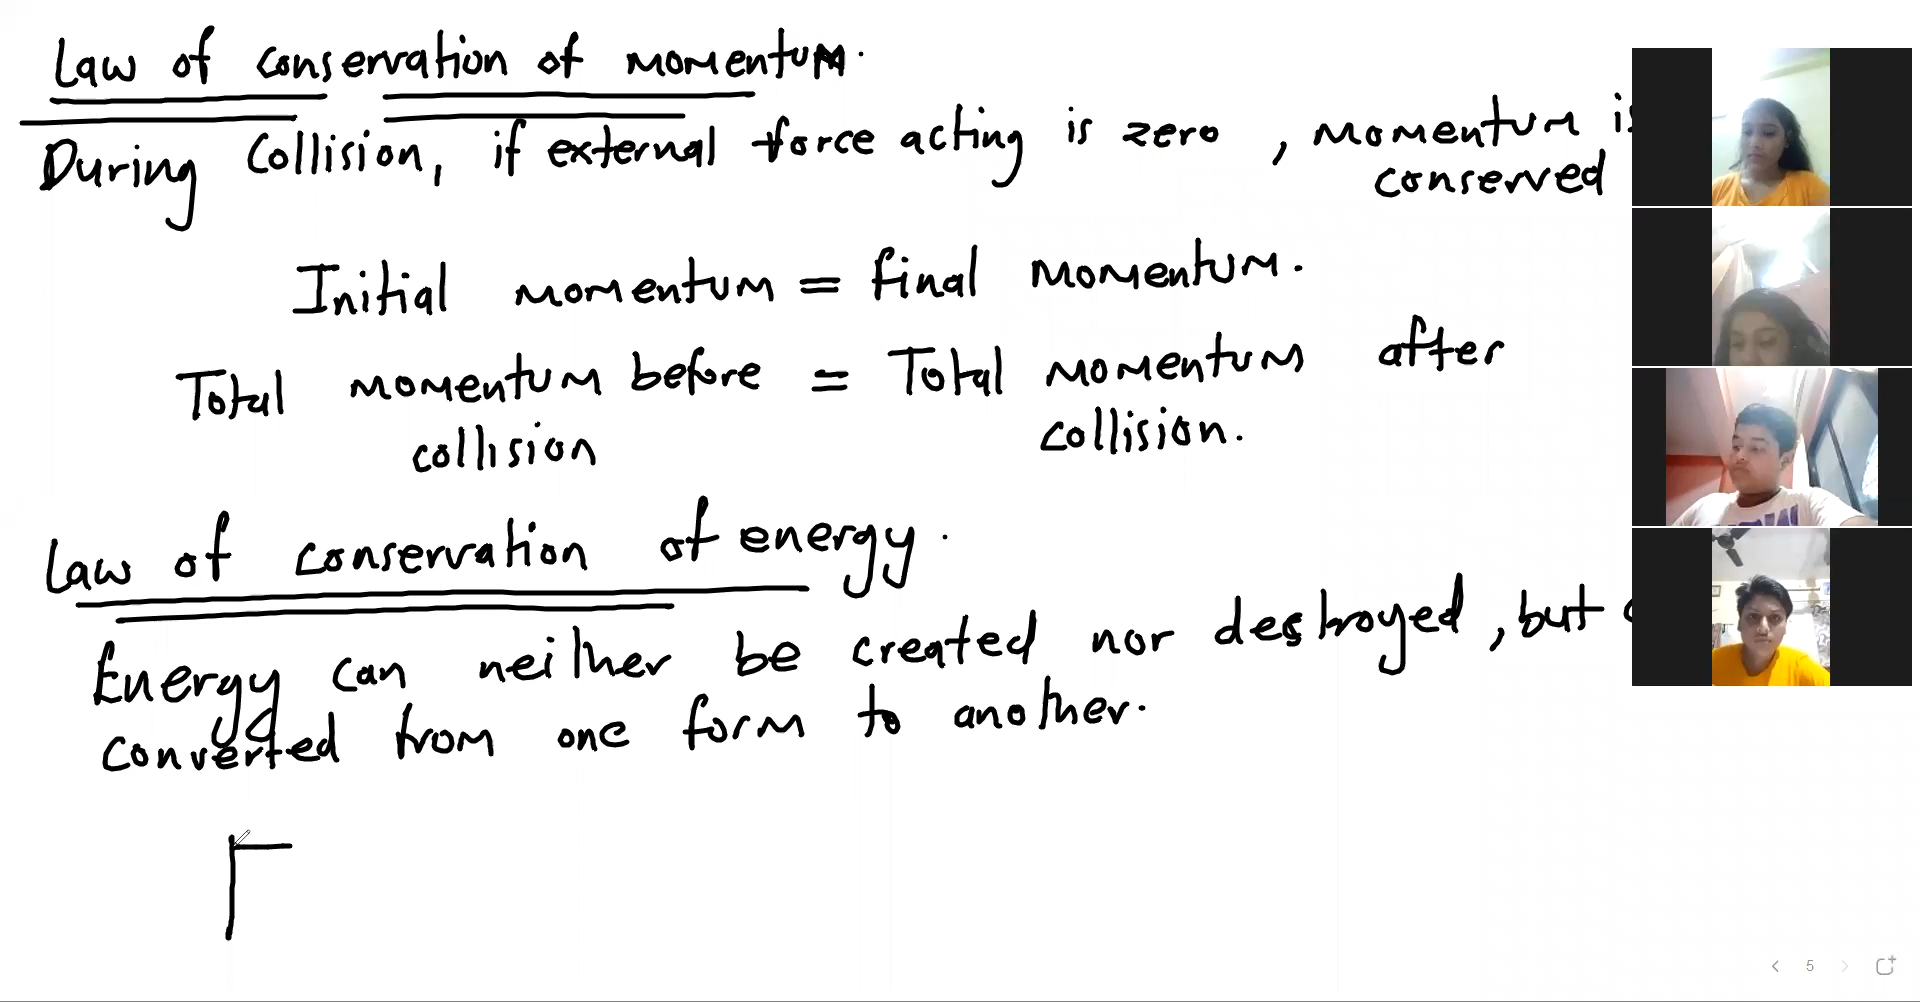 Law of conservation of momentum.
During Collision, if external force acting is zero, momentum is
conserved
Initial momentum = final momentum.
Total momentum before = Total momentum after
collision collision.
Law of conservation of energy.
Energy can neither be created nor destroyed, but
converted from one form to another.
5